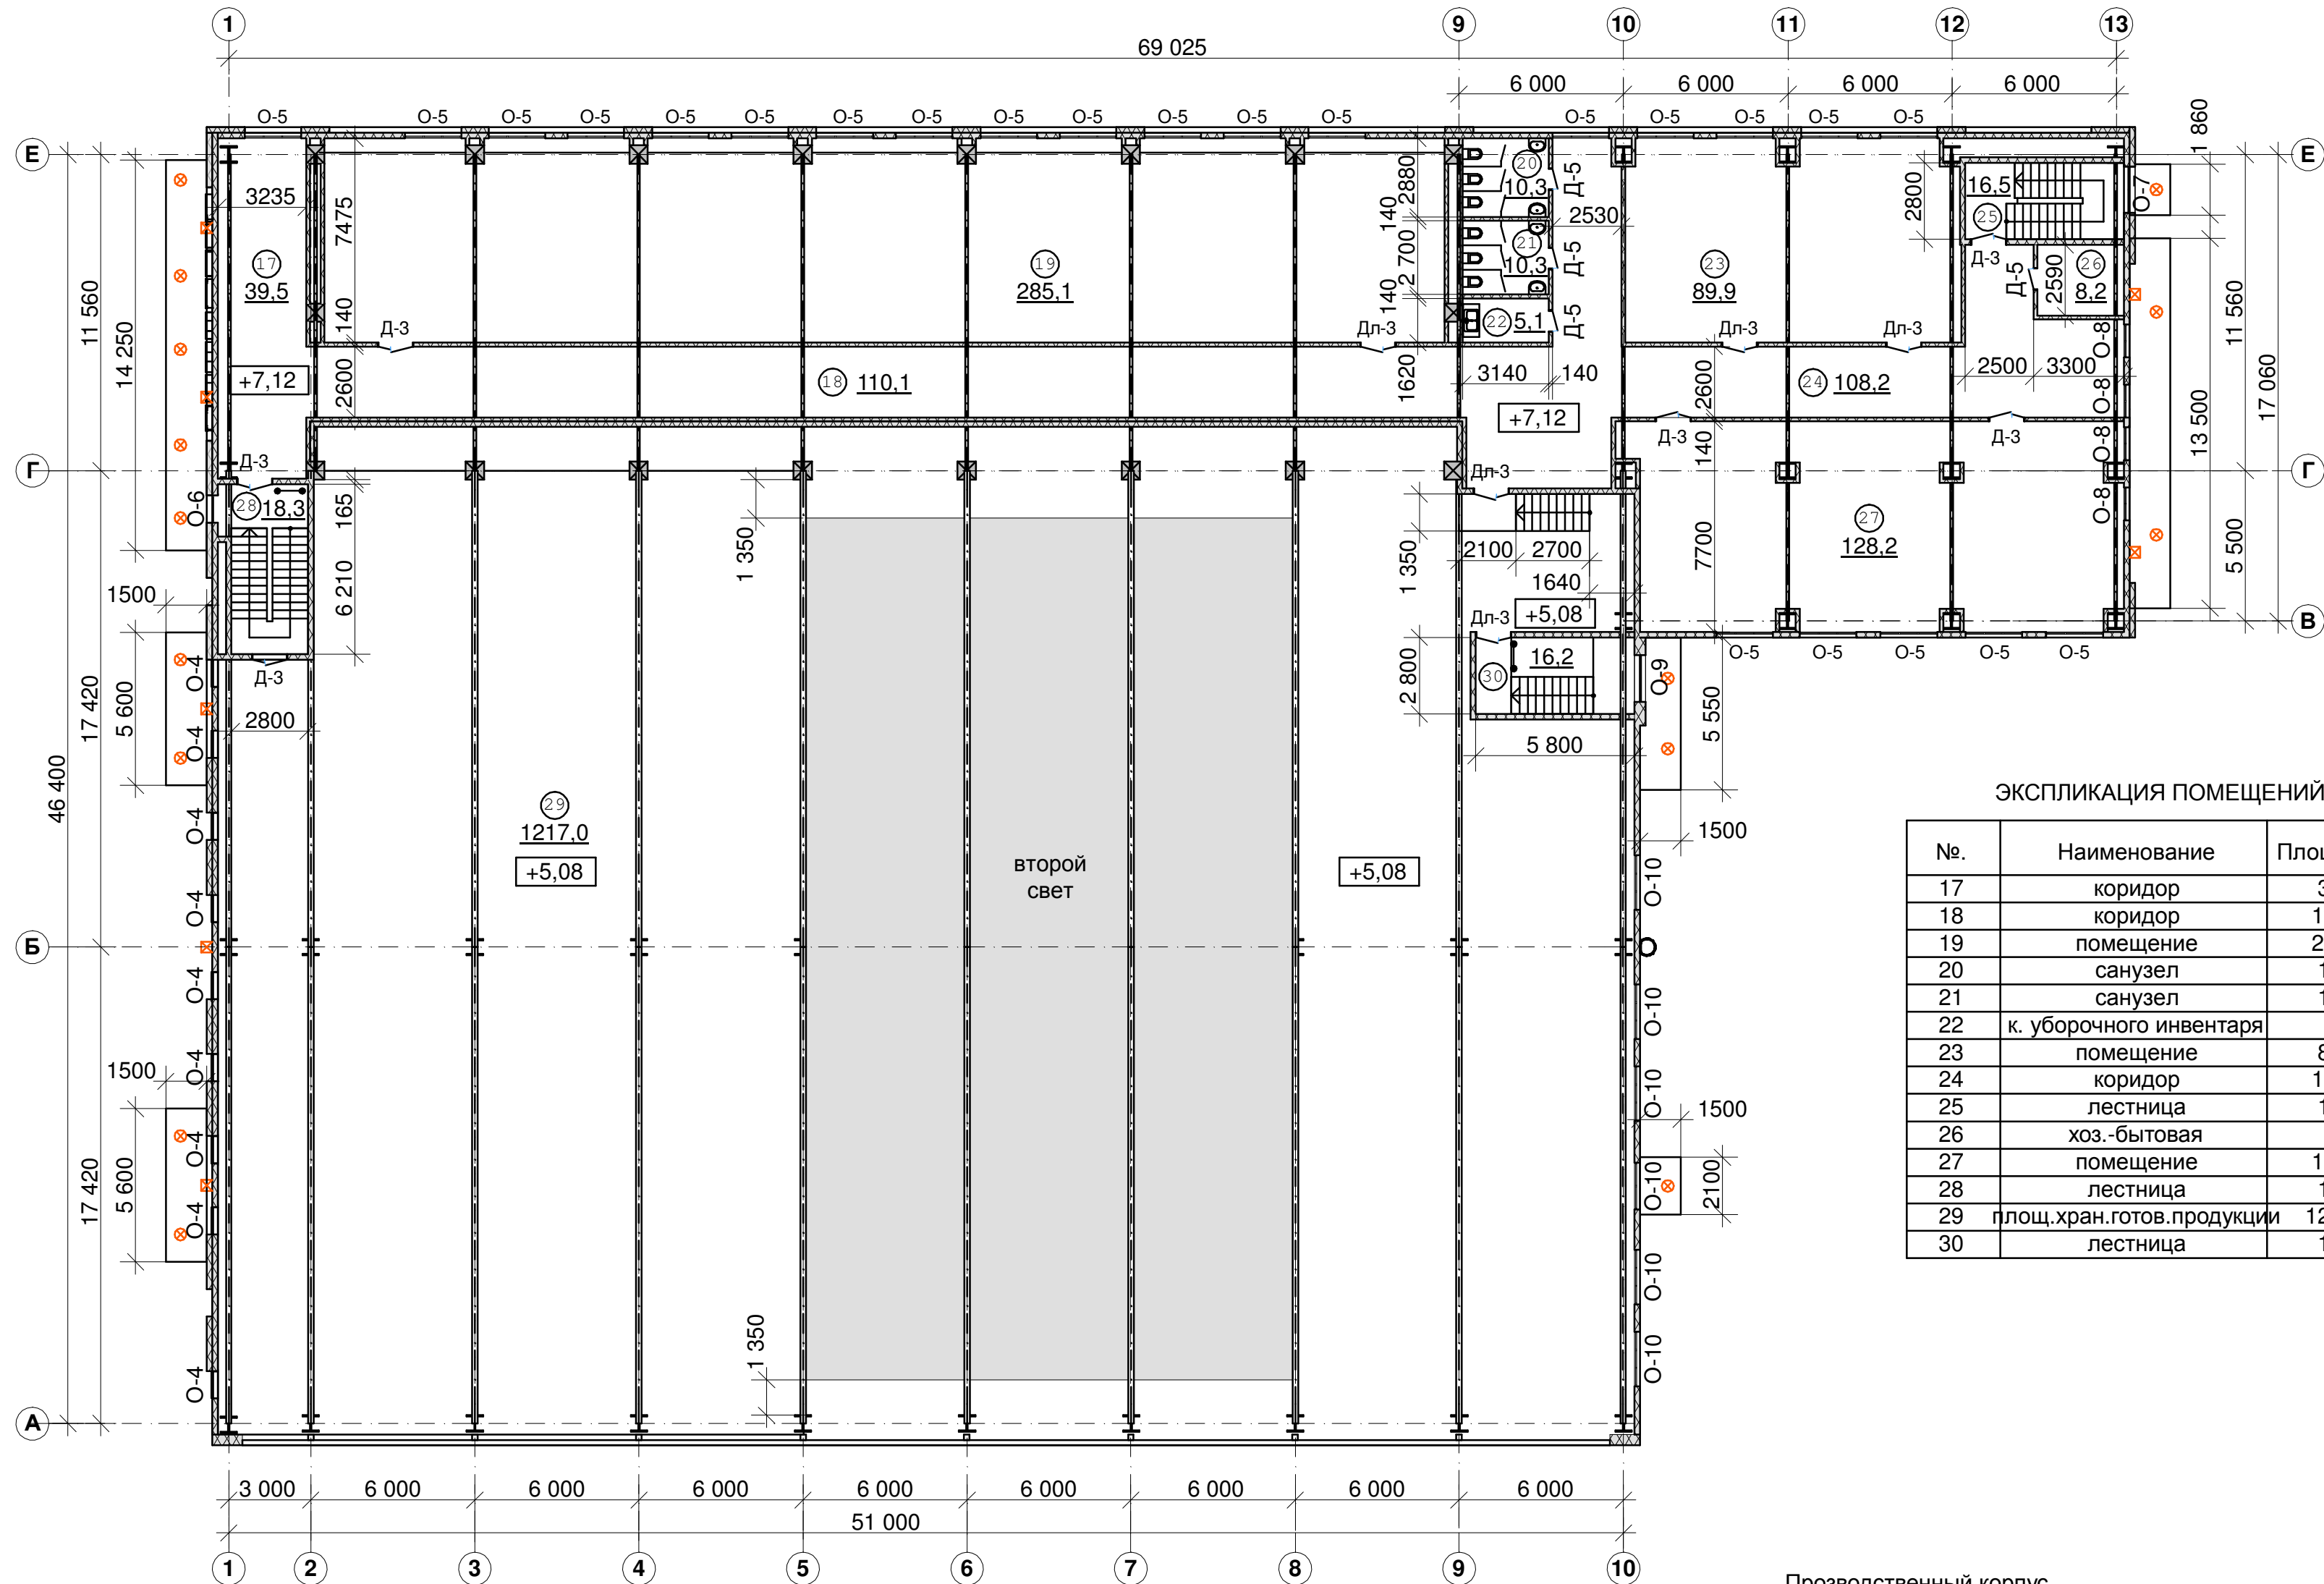 1 9 10 11 12 13
69 025
6 000 6 000 6 000 6 000
О-5 О-5 О-5 О-5 О-5 О-5 О-5 О-5 О-5 О-5 О-5 О-5 О-5 О-5 О-5 О-5 О-5 О-5
1 860
Е Е
3235
7475
140
2600
2880
140
2 700
140
1620
20
10.3
Д-5
2530
21
10.3
Д-5
22 5,1
Д-5
2800
16,5
25
О-7
Д-3
Д-5
2590
26
8,2
17
39,5
19
285,1
23
89,9
11 560
14 250
11 560
17 060
13 500
Д-3 Дл-3 Дл-3 Дл-3
О-8
2500 3300
+7,12
18 110,1
3140 140
2600
24 108,2
О-8
+7,12
Д-3 Д-3
140
О-8
Г Г
Д-3
Дл-3
О-6
28 18,3
165
1 350
1 350
2100 2700
7700
27
128,2
О-8
5 500
1500
6 210
1640
+5,08
Дл-3
В
О-5 О-5 О-5 О-5 О-5
О-4
Д-3
2 800
30
16,2
О-9
5 600
17 420
2800
О-4
5 550
5 800
46 400
ЭКСПЛИКАЦИЯ ПОМЕЩЕНИЙ
29
1217,0
+5,08
второй
свет
+5,08
О-4
1500
О-10
О-4
Б
О-4
О-10
О-4
1500
О-10
1500
О-4
О-10
2100
5 600
17 420
О-4
О-10
1 350
О-4
О-10
А
№. Наименование
17 коридор
18 коридор
19 помещение
20 санузел
21 санузел
22 к. уборочного инвентаря
23 помещение
24 коридор
25 лестница
26 хоз.-бытовая
27 помещение
28 лестница
29 площ.хран.готов.продукции
30 лестница
3 000 6 000 6 000 6 000 6 000 6 000 6 000 6 000 6 000
51 000
1 2 3 4 5 6 7 8 9 10
Прозводственный корпус